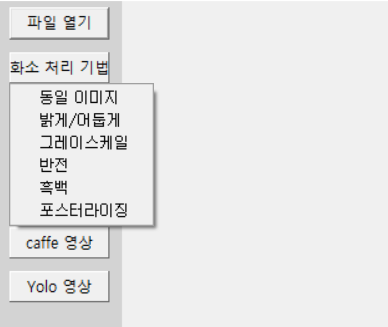 파일 열기
화소 처리 기법
동일 이미지
밝게/어둡게
그레이스케일
반전
흑백
포스터라이징
caffe 영상
Yolo 영상